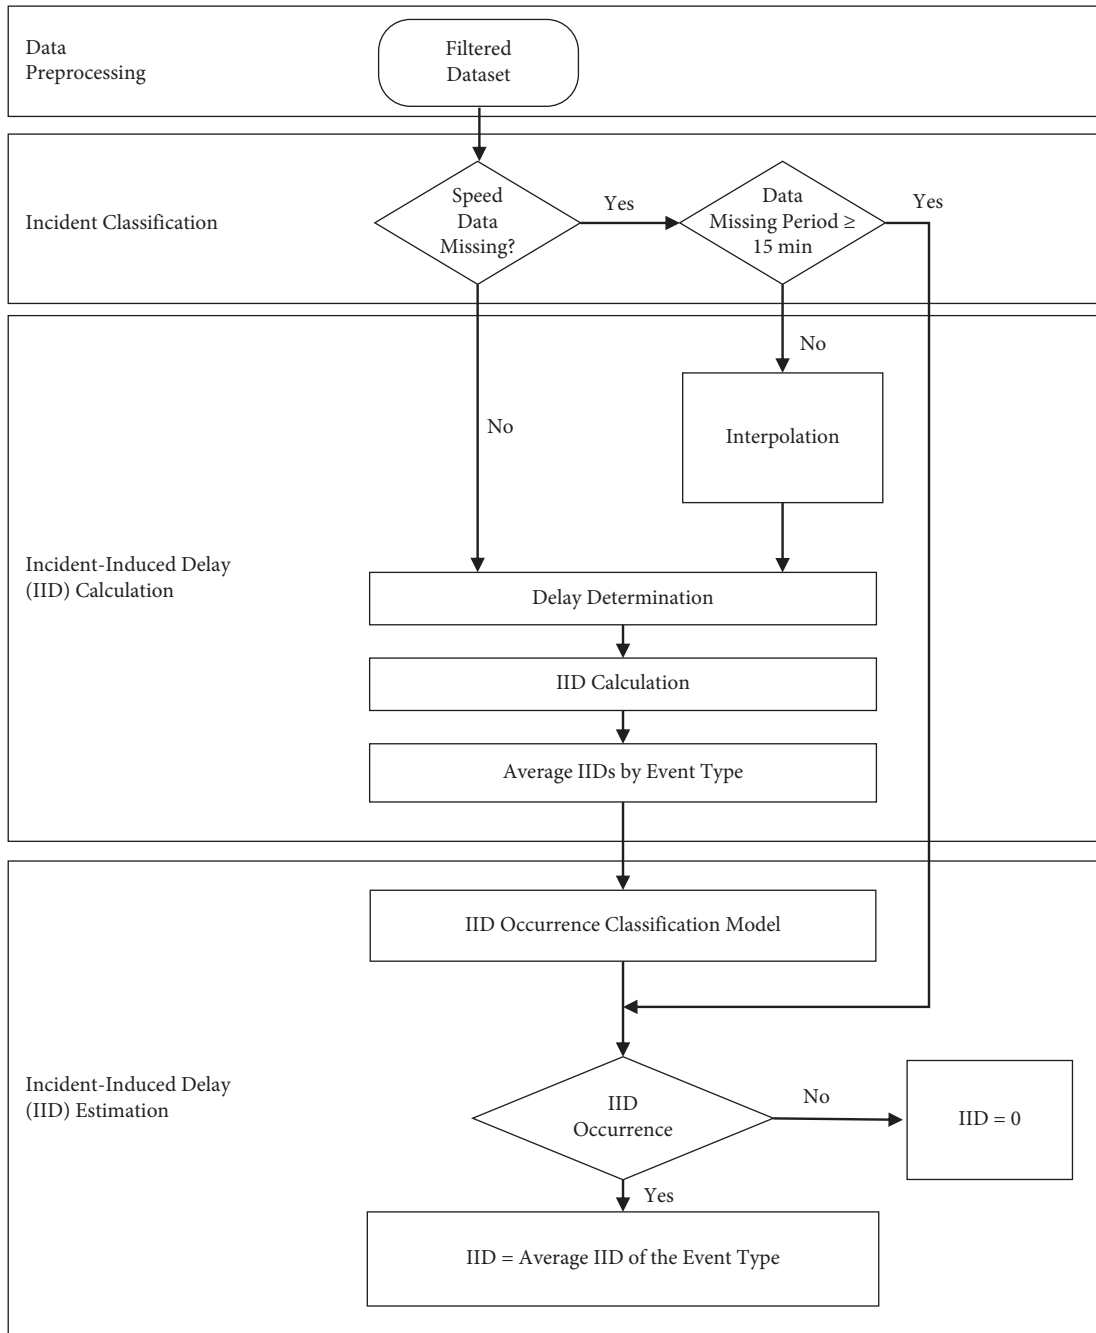 Data
Preprocessing
Filtered
Dataset
Incident Classification
Speed
Data
Missing?
Yes
Data
Missing Period ≥
15 min
Yes
No
Interpolation
No
Incident-Induced Delay
(IID) Calculation
Delay Determination
IID Calculation
Average IIDs by Event Type
IID Occurrence Classification Model
Incident-Induced Delay
(IID) Estimation
IID
Occurrence
No
IID = 0
Yes
IID = Average IID of the Event Type